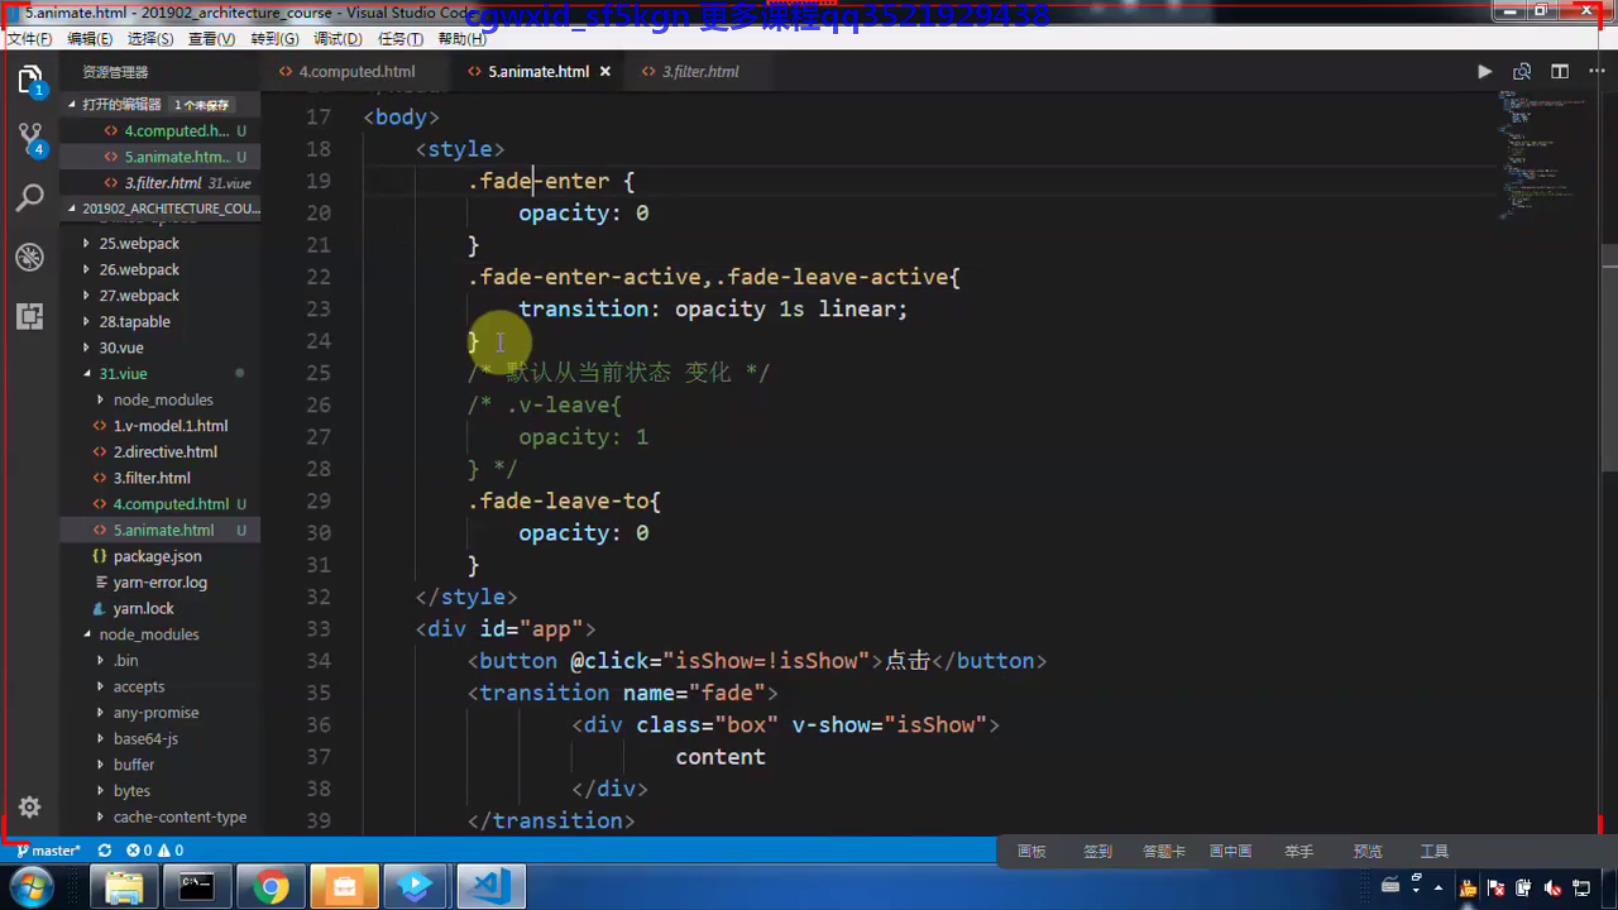 5.animate.html - 201902_architecture_course - Visual Studio Code
cgwxid_sf5kgn 更多课程qq3521929438
文件(F) 编辑(E) 选择(S) 查看(V) 转到(G) 调试(D) 任务(T) 帮助(H)
资源管理器
4.computed.html 5.animate.html 3.filter.html
打开的编辑器 1 个未保存
4.computed.h... U
5.animate.htm... U
3.filter.html 31.viue
201902_ARCHITECTURE_COU...
25.webpack
26.webpack
27.webpack
28.tapable
30.vue
31.viue
node_modules
1.v-model.1.html
2.directive.html
3.filter.html
4.computed.html U
5.animate.html U
package.json
yarn-error.log
yarn.lock
node_modules
.bin
accepts
any-promise
base64-js
buffer
bytes
cache-content-type
1
4
17 <body>
18 <style>
19 .fade-enter {
20 opacity: 0
21 }
22 .fade-enter-active,.fade-leave-active{
23 transition: opacity 1s linear;
24 }
25 /* 默认从当前状态 变化 */
26 /* .v-leave{
27 opacity: 1
28 } */
29 .fade-leave-to{
30 opacity: 0
31 }
32 </style>
33 <div id="app">
34 <button @click="isShow=!isShow">点击</button>
35 <transition name="fade">
36 <div class="box" v-show="isShow">
37 content
38 </div>
39 </transition>
master* 0 0
画板 签到 答题卡 画中画 举手 预览 工具